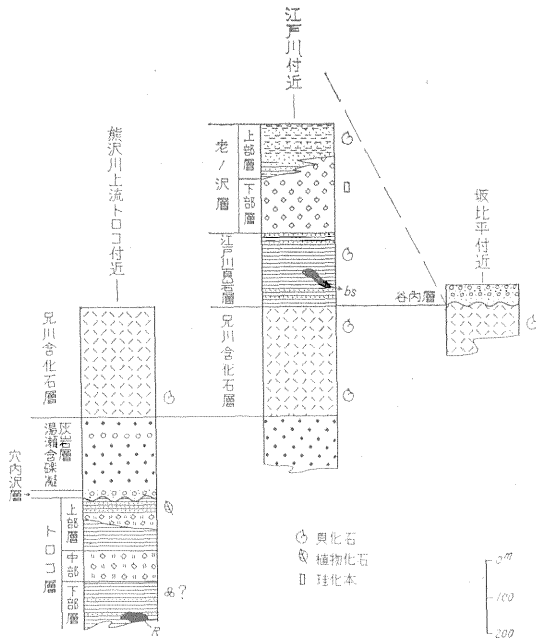 江戸川付近
熊沢川上流トロコ付近
坂比平付近
老ノ沢層
上部層
下部層
江戸川頁岩層
bs
谷内層
兄川含化石層
兄川含化石層
湯瀬含礫凝灰岩層
穴内沢層
トロコ層
上部層
中部
下部層
?
R
貝化石
植物化石
珪化木
0m
100
200